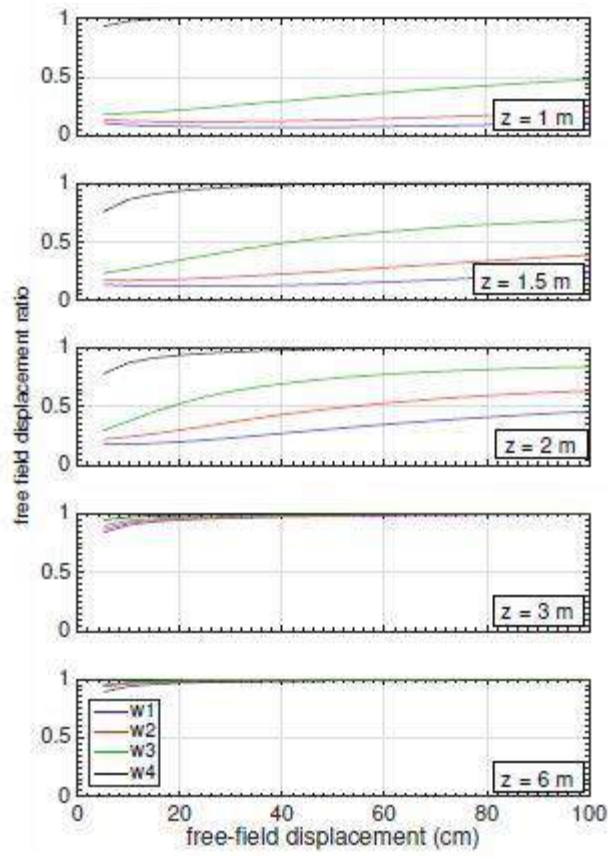 1
0.5
0
z = 1 m
1
0.5
0
z = 1.5 m
free field displacement ratio
1
0.5
0
z = 2 m
1
0.5
0
z = 3 m
1
0.5
0
w1
w2
w3
w4
z = 6 m
0 20 40 60 80 100
free-field displacement (cm)